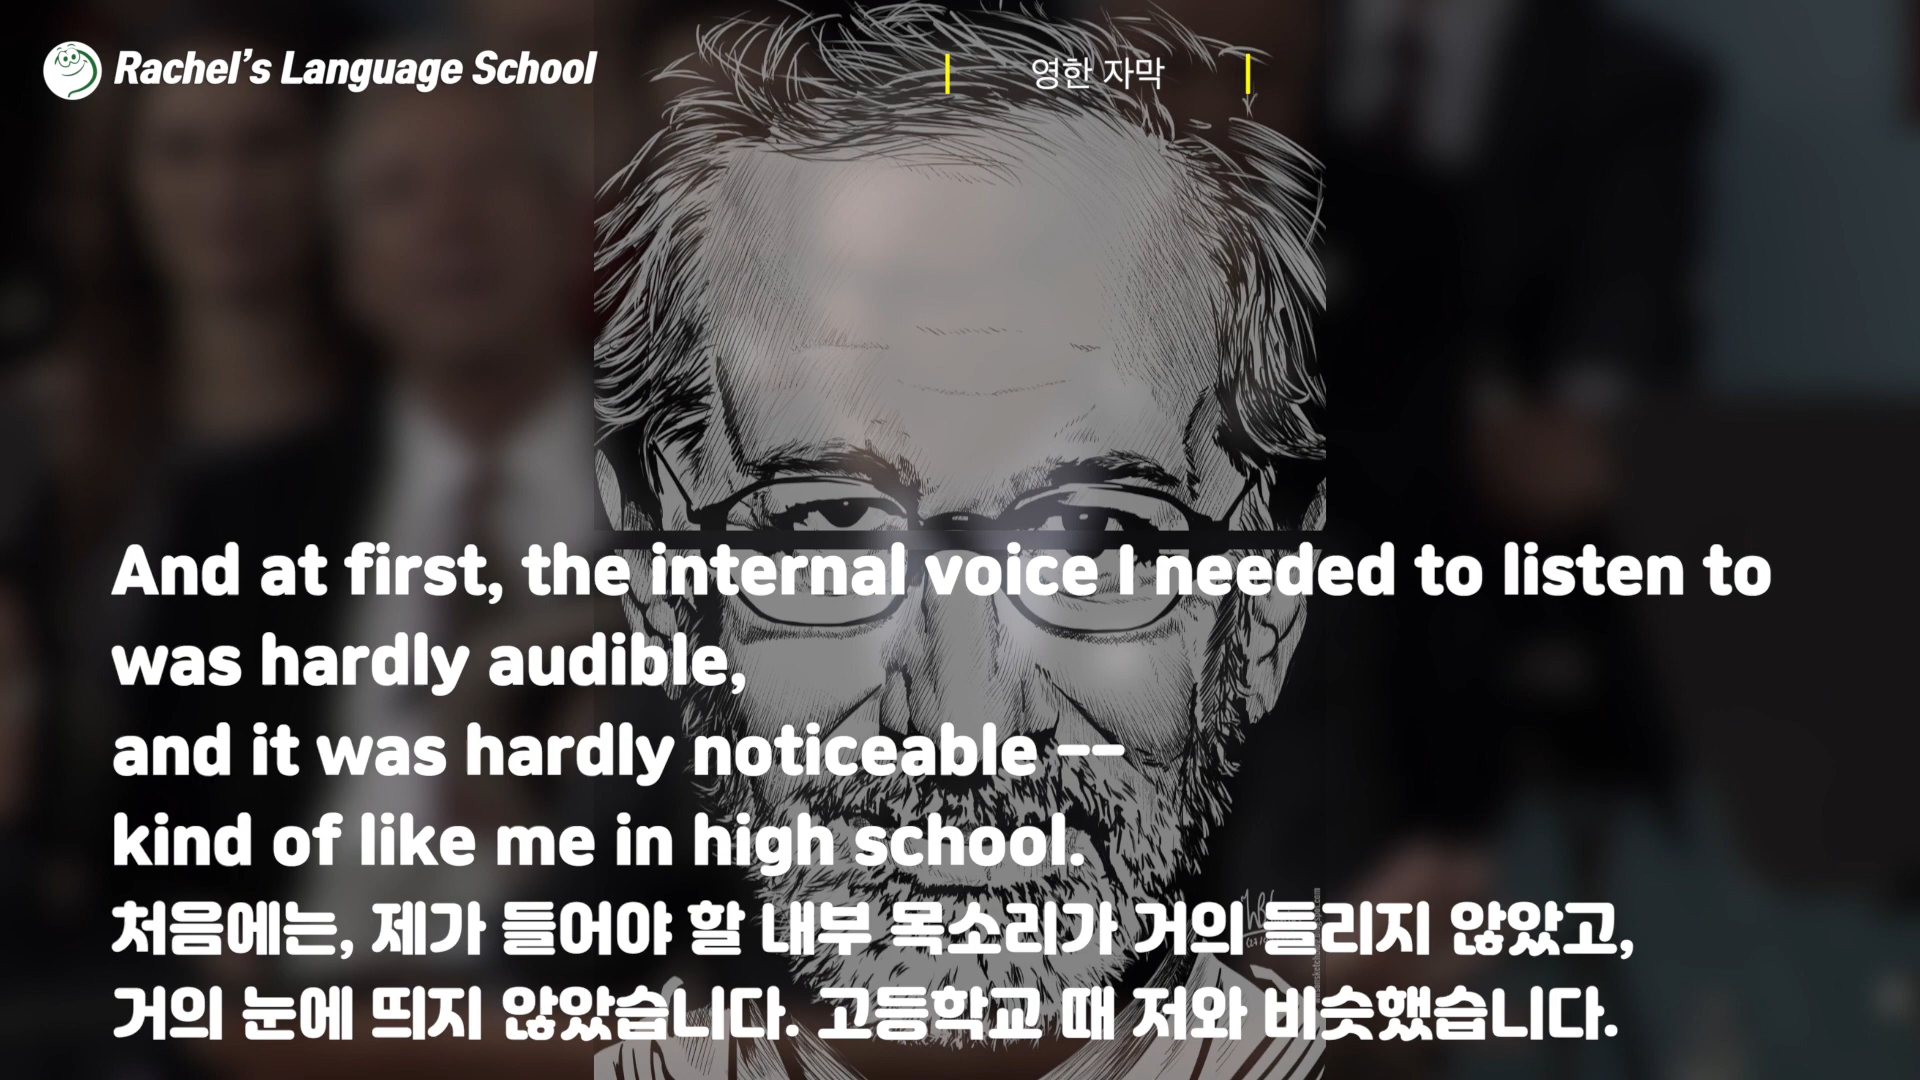 Rachel's Language School
영한 자막
And at first, the internal voice I needed to listen to
was hardly audible,
and it was hardly noticeable --
kind of like me in high school.
처음에는, 제가 들어야 할 내부 목소리가 거의 들리지 않았고,
거의 눈에 띄지 않았습니다. 고등학교 때 저와 비슷했습니다.